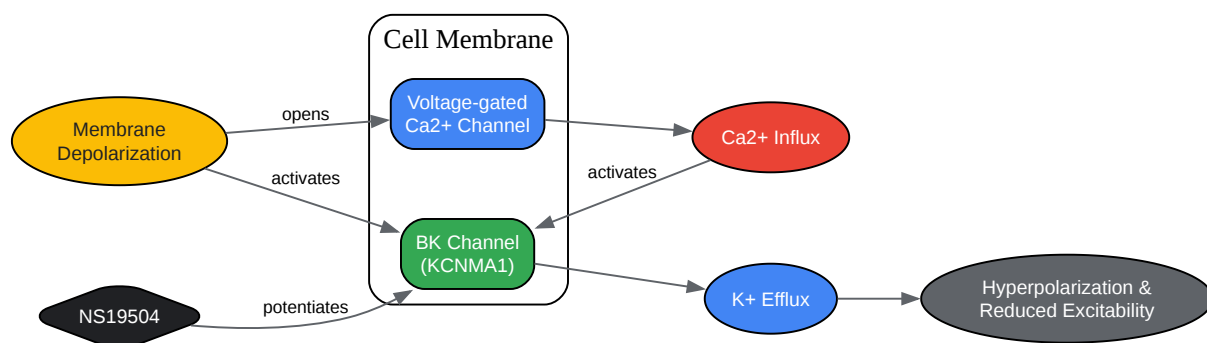 Cell Membrane
Voltage-gated
Ca2+ Channel
opens
Membrane
Depolarization
Ca2+ Influx
activates
activates
BK Channel
(KCNMA1)
NS19504
potentiates
K+ Efflux
Hyperpolarization &
Reduced Excitability